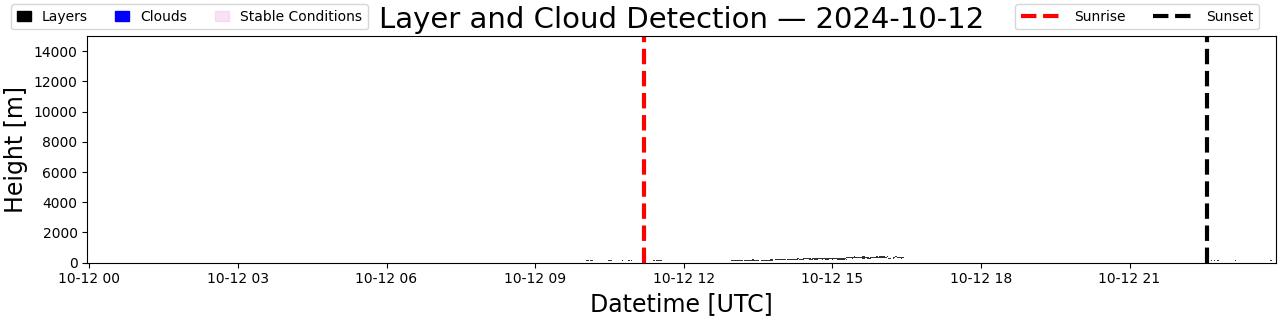 Layers Clouds Stable Conditions Layer and Cloud Detection — 2024-10-12 Sunrise Sunset
14000
12000
10000
8000
6000
4000
2000
0
Height [m]
10-12 00 10-12 03 10-12 06 10-12 09 10-12 12 10-12 15 10-12 18 10-12 21
Datetime [UTC]